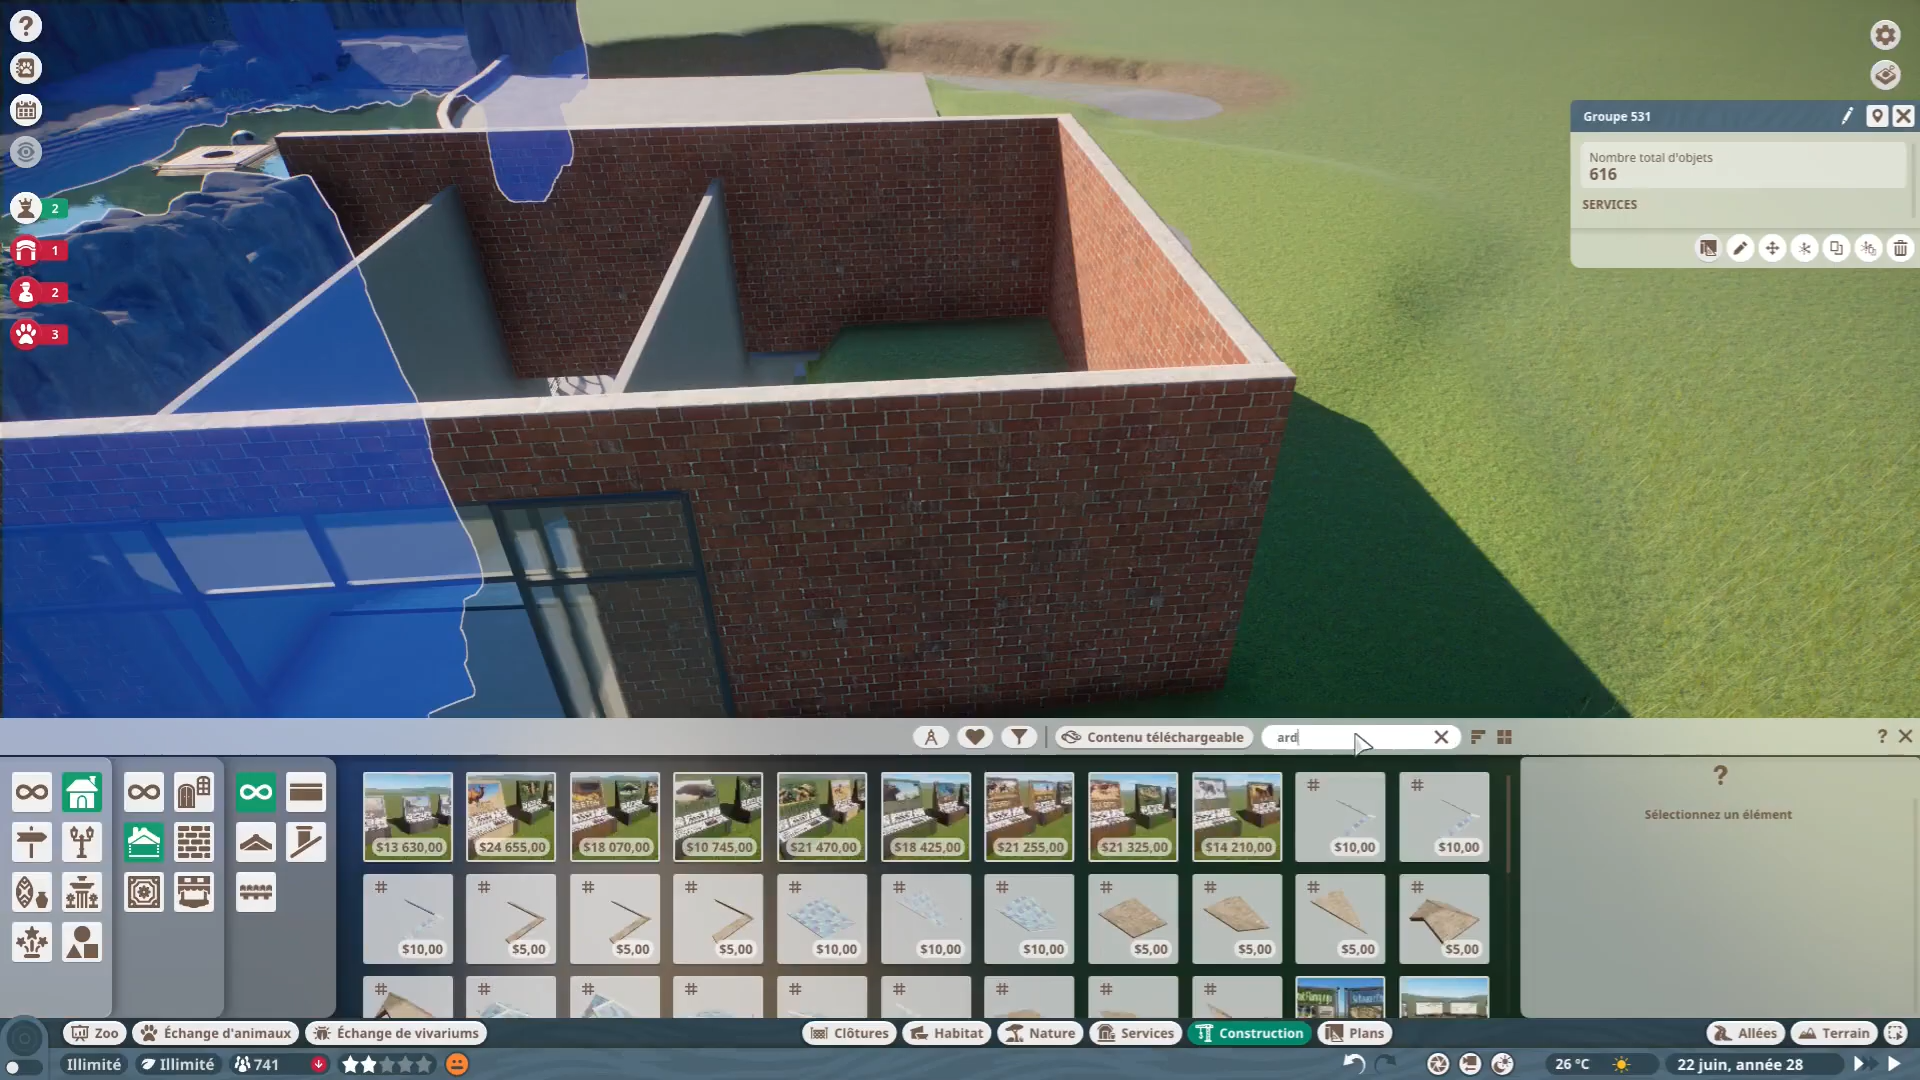 2
1
2
3
Groupe 531
Nombre total d'objets
616
SERVICES
Contenu téléchargeable
ard
?
Sélectionnez un élément
$13 630,00
$24 655,00
$18 070,00
$10 745,00
$21 470,00
$18 425,00
$21 255,00
$21 325,00
$14 210,00
$10,00
$10,00
$10,00
$5,00
$5,00
$5,00
$10,00
$10,00
$10,00
$5,00
$5,00
$5,00
$5,00
Zoo
Échange d'animaux
Échange de vivariums
Clôtures
Habitat
Nature
Services
Construction
Plans
Allées
Terrain
Illimité
Illimité
741
26 °C
22 juin, année 28